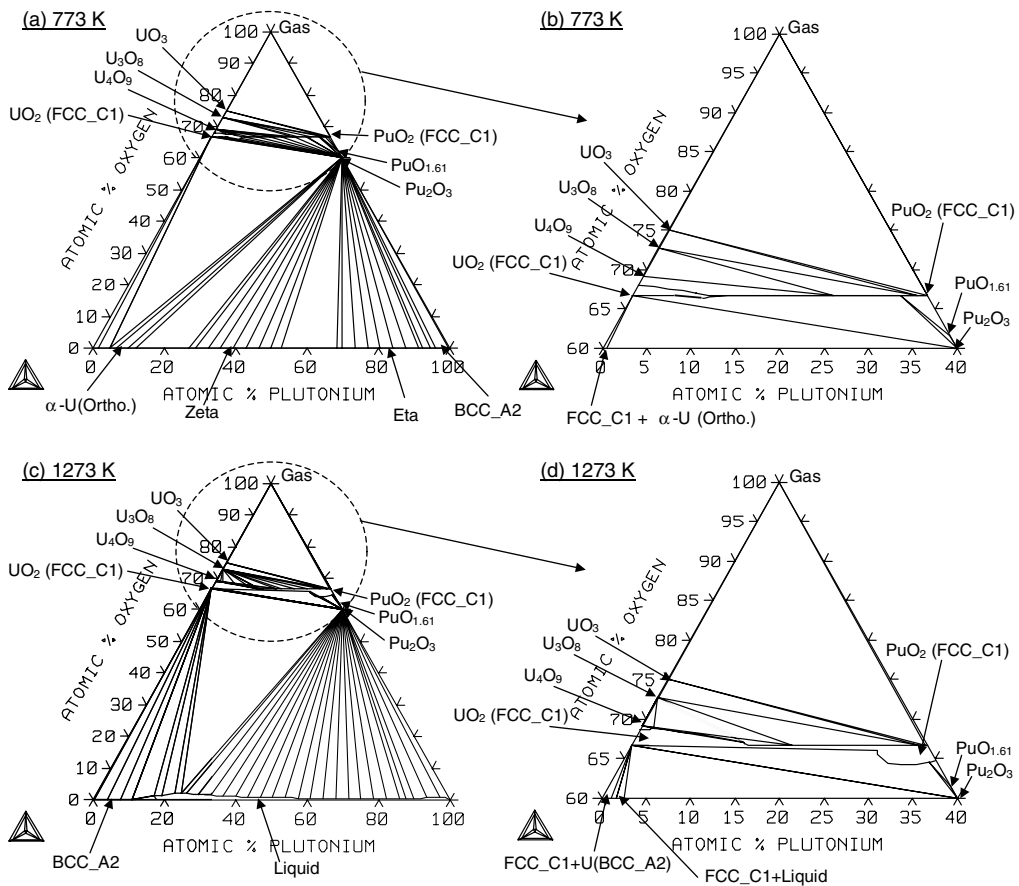 (a) 773 K
Gas
UO₃
U₃O₈
U₄O₉
UO₂ (FCC_C1)
PuO₂ (FCC_C1)
PuO₁.₆₁
Pu₂O₃
ATOMIC % OXYGEN
100
90
80
70
60
50
40
30
20
10
0
0 20 40 60 80 100
ATOMIC % PLUTONIUM
α-U(Ortho.)
Zeta
Eta
BCC_A2
(b) 773 K
Gas
UO₃
U₃O₈
U₄O₉
UO₂ (FCC_C1)
PuO₂ (FCC_C1)
PuO₁.₆₁
Pu₂O₃
ATOMIC % OXYGEN
100
95
90
85
80
75
70
65
60
0 5 10 15 20 25 30 35 40
ATOMIC % PLUTONIUM
FCC_C1 + α-U (Ortho.)
(c) 1273 K
Gas
UO₃
U₃O₈
U₄O₉
UO₂ (FCC_C1)
PuO₂ (FCC_C1)
PuO₁.₆₁
Pu₂O₃
ATOMIC % OXYGEN
100
90
80
70
60
50
40
30
20
10
0
0 20 40 60 80 100
ATOMIC % PLUTONIUM
BCC_A2
Liquid
(d) 1273 K
Gas
UO₃
U₃O₈
U₄O₉
UO₂ (FCC_C1)
PuO₂ (FCC_C1)
PuO₁.₆₁
Pu₂O₃
ATOMIC % OXYGEN
100
95
90
85
80
75
70
65
60
0 5 10 15 20 25 30 35 40
ATOMIC % PLUTONIUM
FCC_C1+U(BCC_A2)
FCC_C1+Liquid